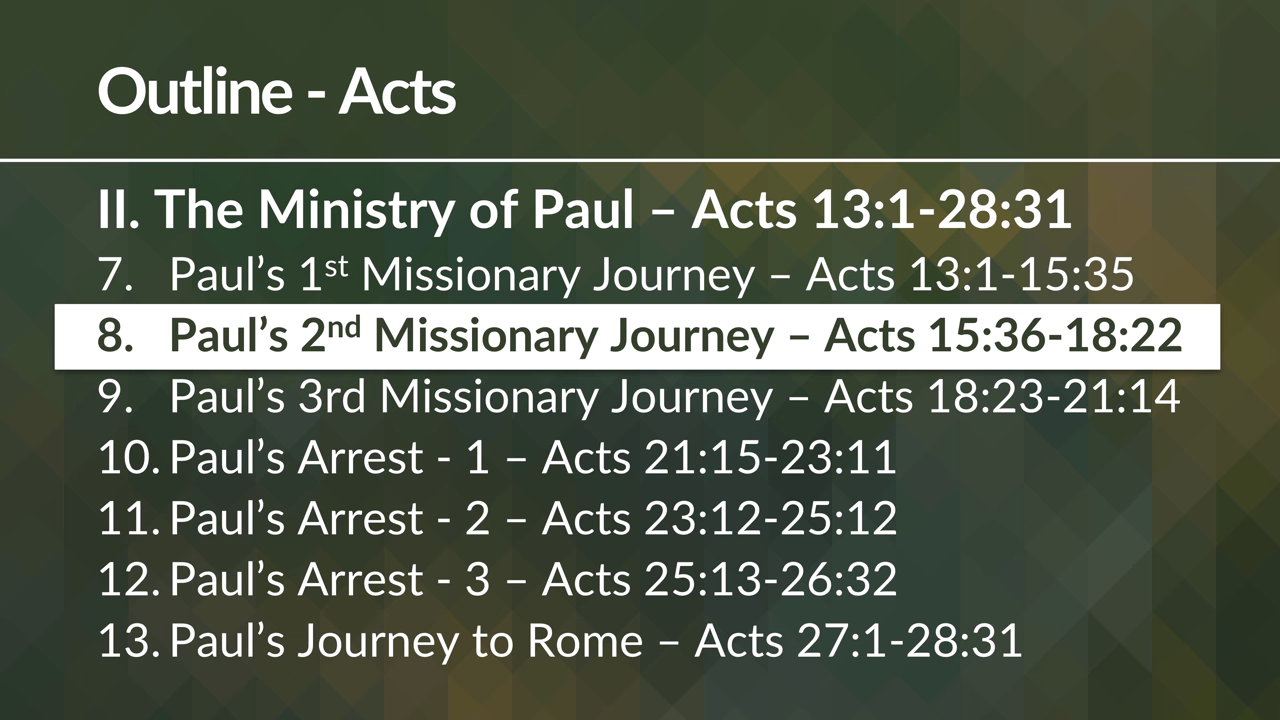 Outline - Acts
II. The Ministry of Paul – Acts 13:1-28:31
7. Paul’s 1st Missionary Journey – Acts 13:1-15:35
8. Paul’s 2nd Missionary Journey – Acts 15:36-18:22
9. Paul’s 3rd Missionary Journey – Acts 18:23-21:14
10. Paul’s Arrest - 1 – Acts 21:15-23:11
11. Paul’s Arrest - 2 – Acts 23:12-25:12
12. Paul’s Arrest - 3 – Acts 25:13-26:32
13. Paul’s Journey to Rome – Acts 27:1-28:31